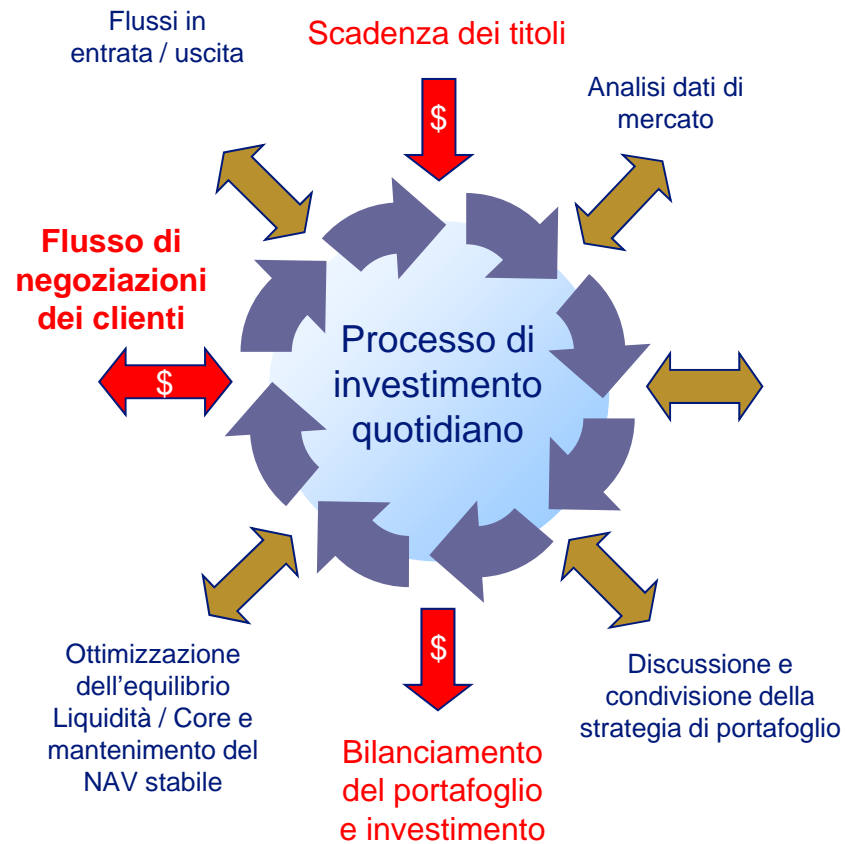 Flussi in
entrata / uscita
Scadenza dei titoli
$
Analisi dati di
mercato
Flusso di
negoziazioni
dei clienti
$
Processo di
investimento
quotidiano
Ottimizzazione
dell'equilibrio
Liquidità / Core e
mantenimento del
NAV stabile
$
Bilanciamento
del portafoglio
e investimento
Discussione e
condivisione della
strategia di portafoglio